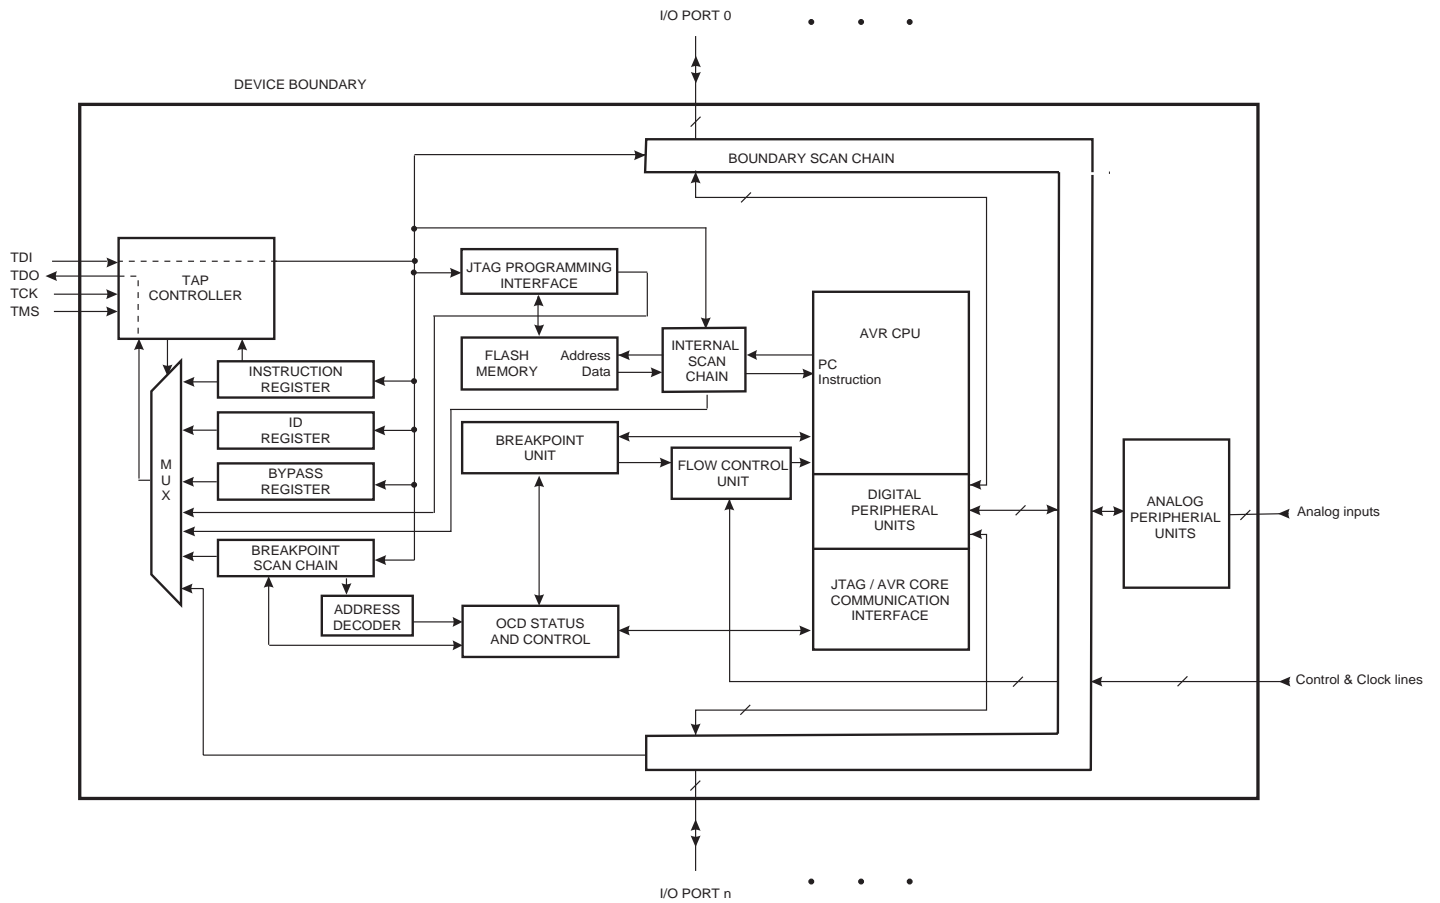 I/O PORT 0
DEVICE BOUNDARY
BOUNDARY SCAN CHAIN
TDI
TDO
TCK
TMS
TAP
CONTROLLER
JTAG PROGRAMMING
INTERFACE
AVR CPU
FLASH
MEMORY
Address
Data
INTERNAL
SCAN
CHAIN
PC
Instruction
INSTRUCTION
REGISTER
ID
REGISTER
M
U
X
BYPASS
REGISTER
BREAKPOINT
UNIT
FLOW CONTROL
UNIT
DIGITAL
PERIPHERAL
UNITS
ANALOG
PERIPHERIAL
UNITS
Analog inputs
BREAKPOINT
SCAN CHAIN
ADDRESS
DECODER
OCD STATUS
AND CONTROL
JTAG / AVR CORE
COMMUNICATION
INTERFACE
Control & Clock lines
I/O PORT n